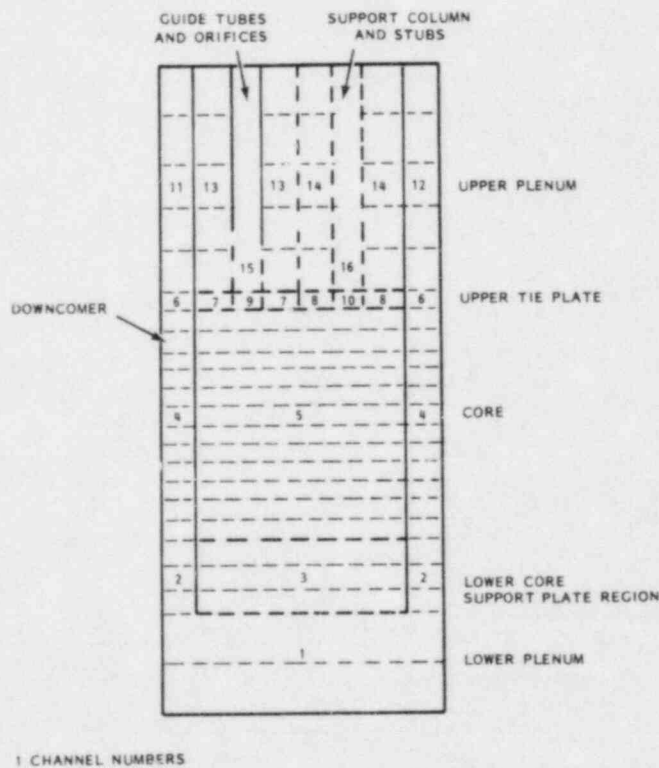 GUIDE TUBES
AND ORIFICES
SUPPORT COLUMN
AND STUBS
11 13 13 14 14 12 UPPER PLENUM
15 16
6 7 9 7 8 10 8 6 UPPER TIE PLATE
DOWNCOMER
4 5 4 CORE
2 3 2 LOWER CORE
SUPPORT PLATE REGION
1 LOWER PLENUM
1 CHANNEL NUMBERS